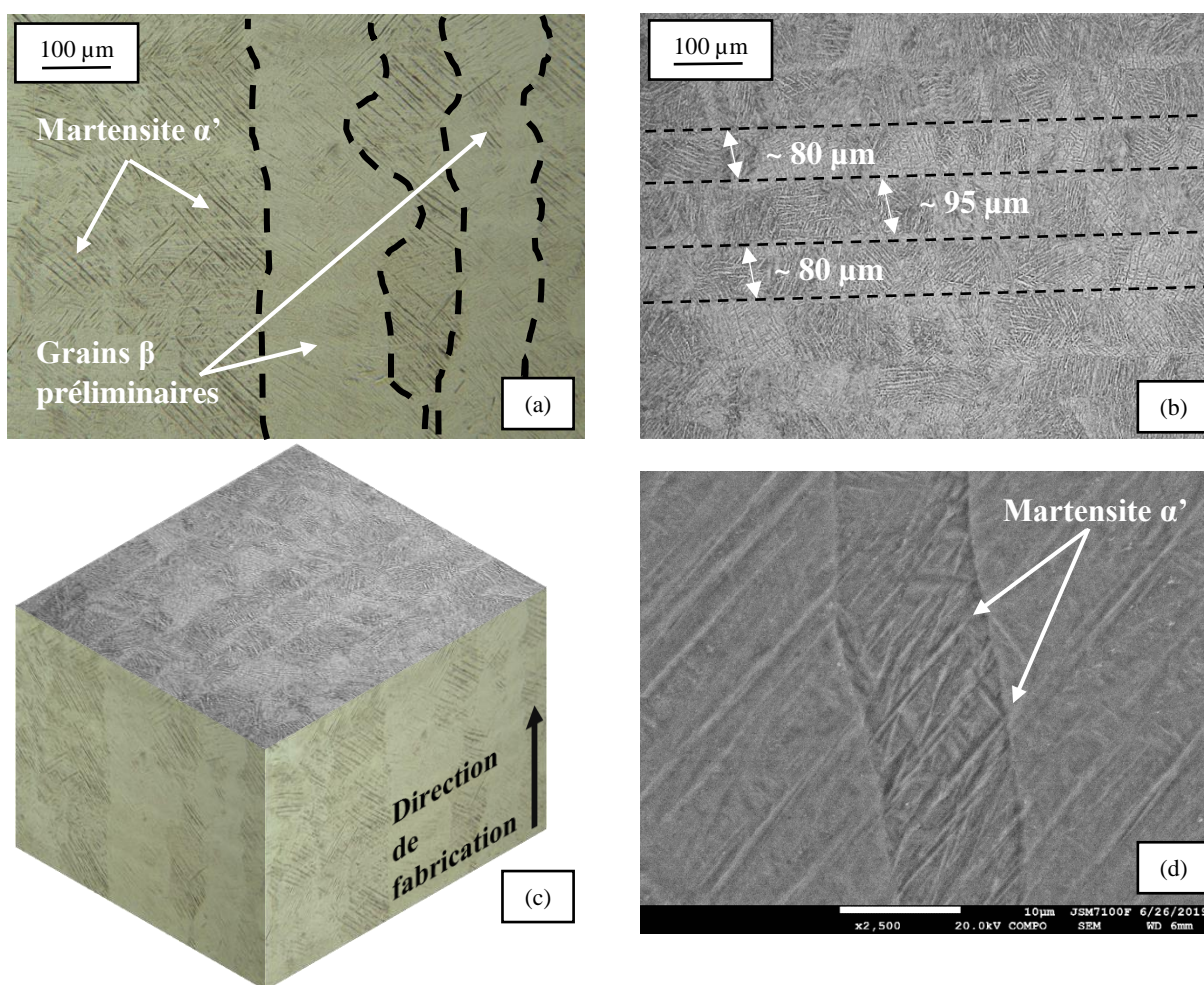 100 µm
Martensite α’
Grains β
préliminaires
(a)
100 µm
~ 80 µm
~ 95 µm
~ 80 µm
(b)
Direction
de
fabrication
(c)
Martensite α’
(d)
10µm JSM7100F 6/26/2019
x2,500 20.0kV COMPO SEM WD 6mm